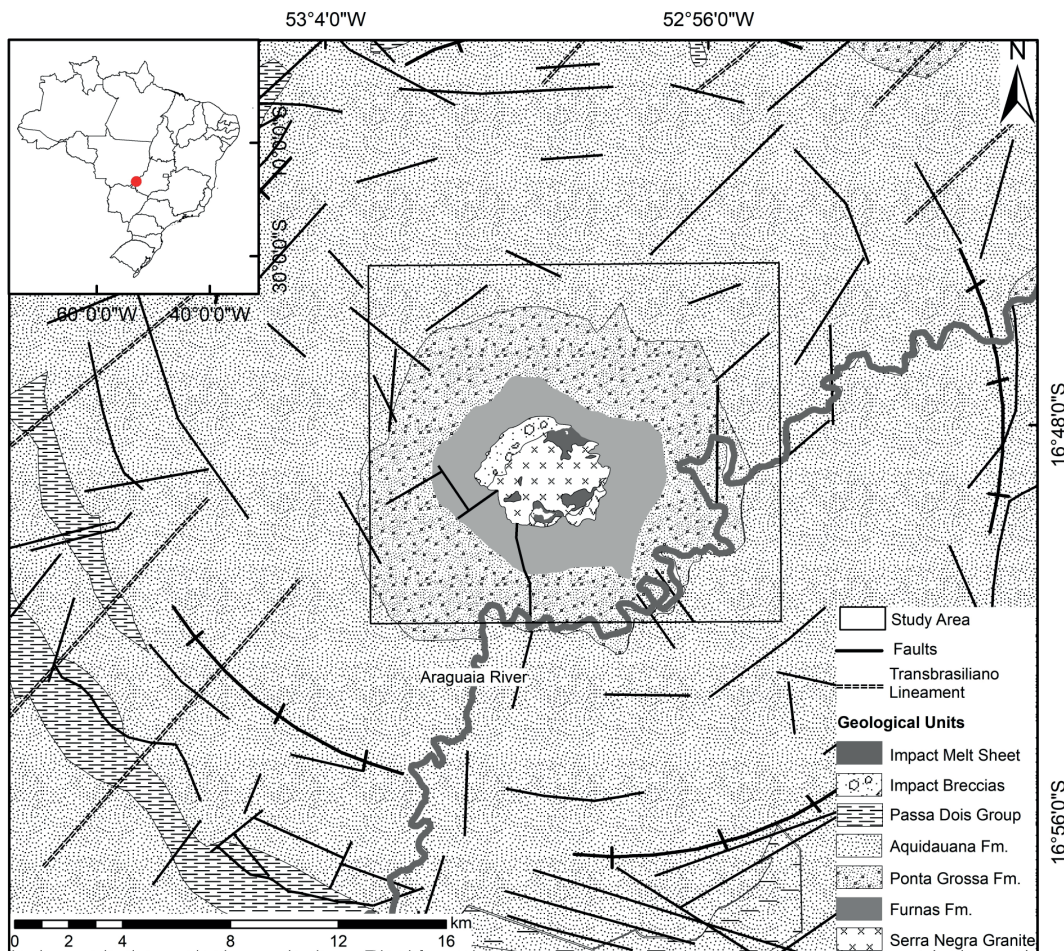 53°4'0"W
52°56'0"W
N
10°0'0"S
30°0'0"S
60°0'0"W
40°0'0"W
16°48'0"S
16°56'0"S
Araguaia River
Study Area
Faults
Transbrasiliano
Lineament
Geological Units
Impact Melt Sheet
Impact Breccias
Passa Dois Group
Aquidauana Fm.
Ponta Grossa Fm.
Furnas Fm.
Serra Negra Granite
km
0 2 4 8 12 16